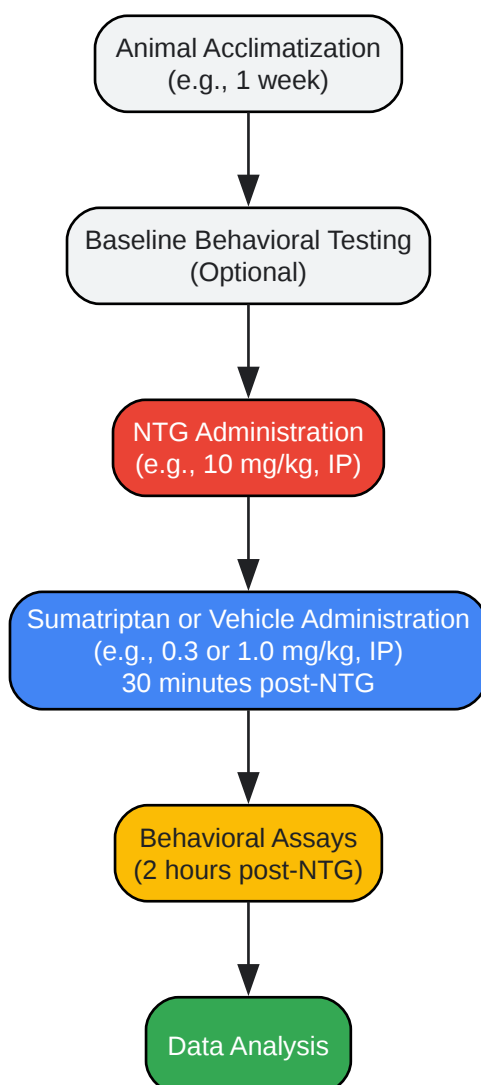 Animal Acclimatization
(e.g., 1 week)
Baseline Behavioral Testing
(Optional)
NTG Administration
(e.g., 10 mg/kg, IP)
Sumatriptan or Vehicle Administration
(e.g., 0.3 or 1.0 mg/kg, IP)
30 minutes post-NTG
Behavioral Assays
(2 hours post-NTG)
Data Analysis